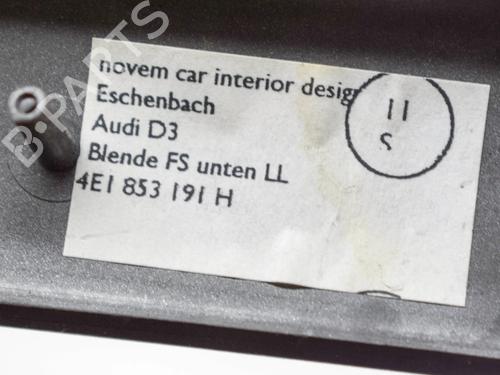 novem car interior desig
Eschenbach
Audi D3
Blende FS unten LL
4E1 853 191 H
11
S
B-PARTS